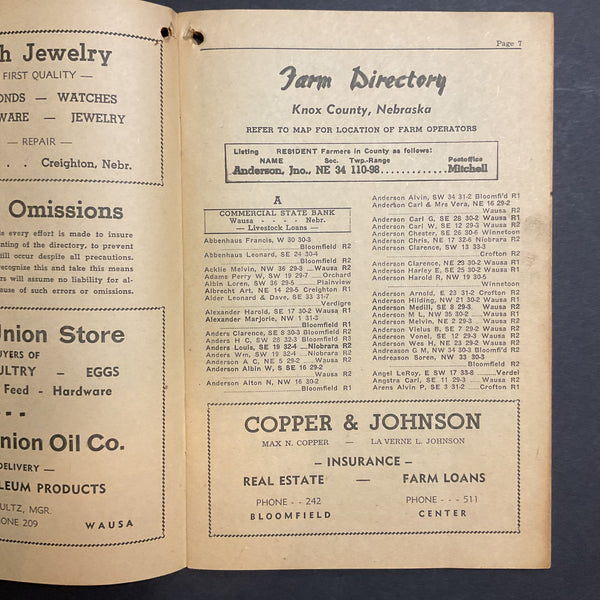 h Jewelry
FIRST QUALITY —
ONDS — WATCHES
WARE — JEWELRY
— REPAIR —
. . . Creighton, Nebr.
Omissions
every effort is made to insure
nting of the directory, to prevent
still occur despite all precautions.
recognize this and take this means
ers will assume no liability for al-
ause of such errors or omissions.
Union Store
UYERS OF
ULTRY - EGGS
Feed - Hardware
nion Oil Co.
DELIVERY —
LEUM PRODUCTS
ULTZ, MGR.
HONE 209 WAUSA
Page 7
Farm Directory
Knox County, Nebraska
REFER TO MAP FOR LOCATION OF FARM OPERATORS
Listing RESIDENT Farmers in County as follows:
NAME Sec. Twp.-Range Postoffice
Anderson, Jno., NE 34 110-98............Mitchell
A
COMMERCIAL STATE BANK
Wausa - - - - Nebr.
— Livestock Loans —
Abbenhaus Francis, W 30 30-3
Bloomfield R2
Abbenhaus Leonard, SE 24 30-4
Bloomfield R2
Acklie Melvin, NW 36 29-3 ...Wausa R2
Adams Perry W, SW 19 29-7 ....Orchard
Albin Loren, SW 36 29-5 ......Plainview
Albrecht Art, NE 14 29-5 Creighton R1
Alder Leonard & Dave, SE 33 31-7
Verdigre
Alexander Harold, SE 17 30-2 Wausa R1
Alexander Marjorie, NW 1 31-3
Bloomfield R1
Anders Clarence, SE 8 30-3 Bloomfield R3
Anders H C, SW 28 32-3 Bloomfield R3
Anders Louis, SE 19 32-4 ....Niobrara R2
Anders Wm, SW 19 32-4 ....Niobrara R2
Anderson A C, NE 5 29-2 ......Wausa R2
Anderson Albin W, S SE 16 29-2
Wausa R2
Anderson Alton N, NW 16 30-2
Bloomfield R1
Anderson Alvin, SW 34 31-2 Bloomfi'd R1
Anderson Carl & Mrs Vera, NE 16 29-2
Wausa R2
Anderson Carl G, SE 28 30-2 Wausa R1
Anderson Carl W, SE 12 29-3 Wausa R2
Anderson Chester, SE 26 30-6 Winnetoon
Anderson Chris, NE 17 32-6 Niobrara R2
Anderson Clarence, SW 13 33-3
Crofton R2
Anderson Clarence, NE 23 30-2 Wausa R1
Anderson Harley E, SE 25 30-2 Wausa R1
Anderson Harold R, NW 19 30-5
Winnetoon
Anderson Arnold, E 23 31-2 Crofton R2
Anderson Hilding, NW 21 30-2 Wausa R1
Anderson Medill, SE 8 29-3 Wausa R2
Anderson M L, NW 35 30-2 ......Wausa R1
Anderson Melvin, NE 2 29-3 ..Wausa R2
Anderson Vielus B, SE 7 29-2 Wausa R2
Anderson Vonel, SE 12 29-3 Wausa R2
Anderson Wes H, NE 23 29-2 Wausa R2
Andreason G M, NW 34 30-3 Bloomfi'd R2
Andreason Soren, NW 33 30-3
Bloomfield R2
Angel LeRoy, E SW 17 33-8 ......Verdel
Angstra Carl, SE 11 29-3 ....Wausa R2
Arens Alvin P, SE 3 31-2 ....Crofton R1
COPPER & JOHNSON
MAX N. COPPER — LA VERNE L. JOHNSON
— INSURANCE —
REAL ESTATE — FARM LOANS
PHONE - - 242 PHONE - - - 511
BLOOMFIELD CENTER